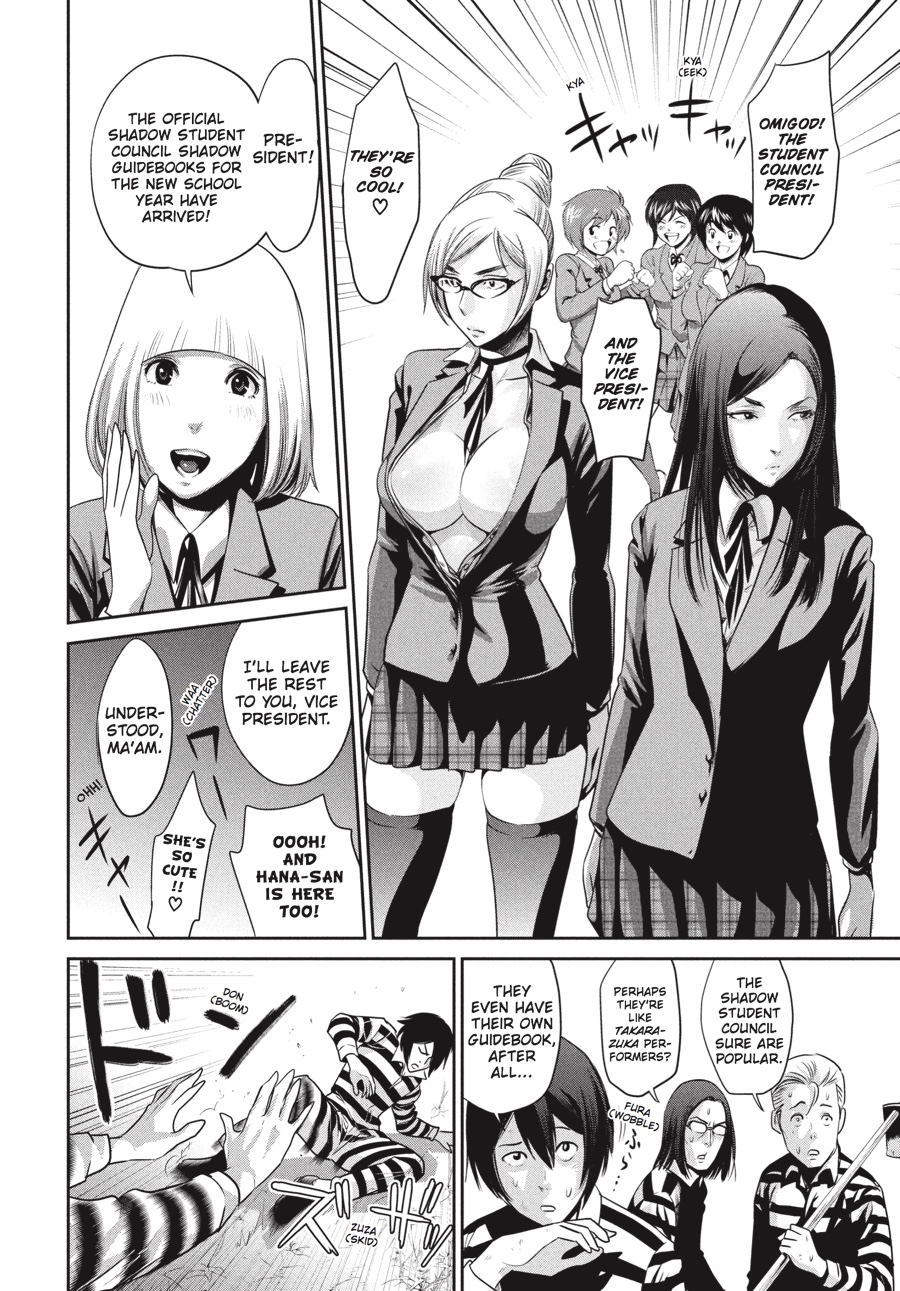 キャッ
KYA
キャッ
KYA
(EEK)
OMIGOD!
THE
STUDENT
COUNCIL
PRESI-
DENT!
THEY'RE
SO
COOL!
♡
AND
THE
VICE
PRESI-
DENT!
PRE-
SIDENT!
THE OFFICIAL
SHADOW STUDENT
COUNCIL SHADOW
GUIDEBOOKS FOR
THE NEW SCHOOL
YEAR HAVE
ARRIVED!
I'LL LEAVE
THE REST
TO YOU, VICE
PRESIDENT.
UNDER-
STOOD,
MA'AM.
ワー
WAA
(CHATTER)
OOOH!
AND
HANA-SAN
IS HERE
TOO!
SHE'S
SO
CUTE
!!
♡
OHH!
THE
SHADOW
STUDENT
COUNCIL
SURE ARE
POPULAR.
PERHAPS
THEY'RE
LIKE
TAKARA-
ZUKA PER-
FORMERS?
THEY
EVEN HAVE
THEIR OWN
GUIDEBOOK,
AFTER
ALL...
ふら〜
FURA
(WOBBLE)
ドン
DON
(BOOM)
ズザ
ZUZA
(SKID)